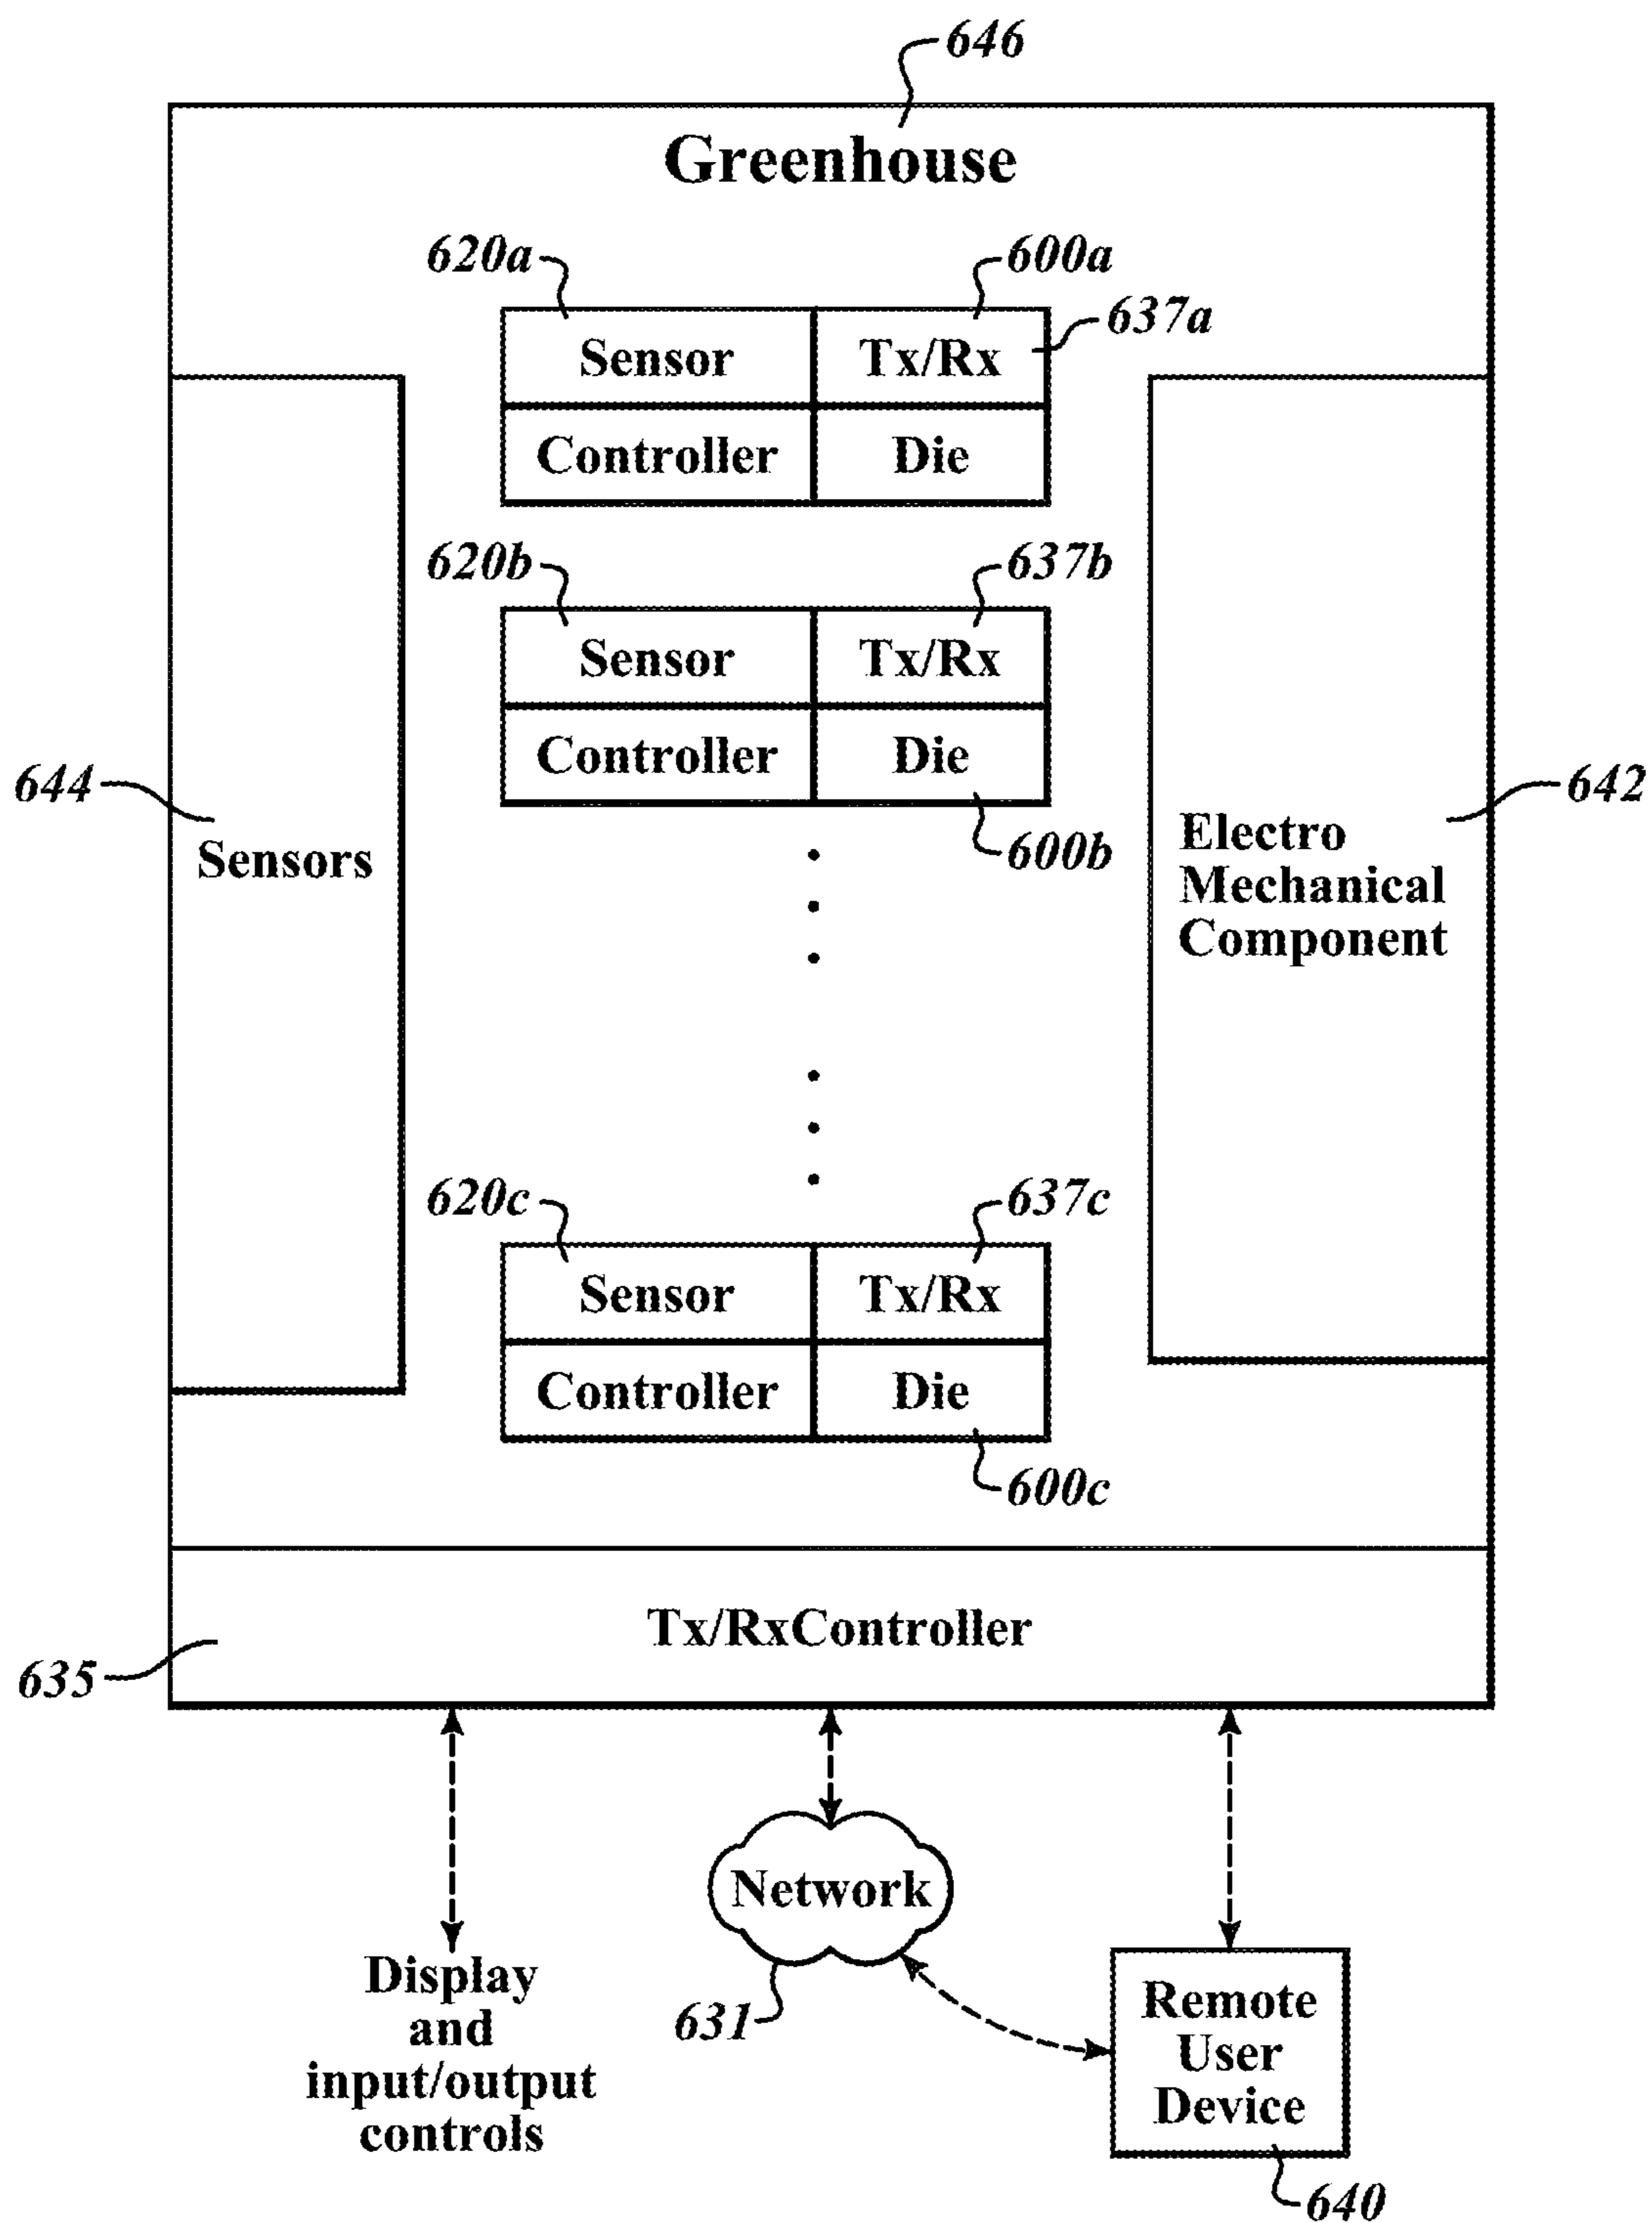 646
Greenhouse
620a
600a
637a
Sensor
Tx/Rx
Controller
Die
620b
637b
Sensor
Tx/Rx
Controller
Die
600b
644
Sensors
642
Electro
Mechanical
Component
620c
637c
Sensor
Tx/Rx
Controller
Die
600c
Tx/RxController
635
Network
631
Display
and
input/output
controls
Remote
User
Device
640